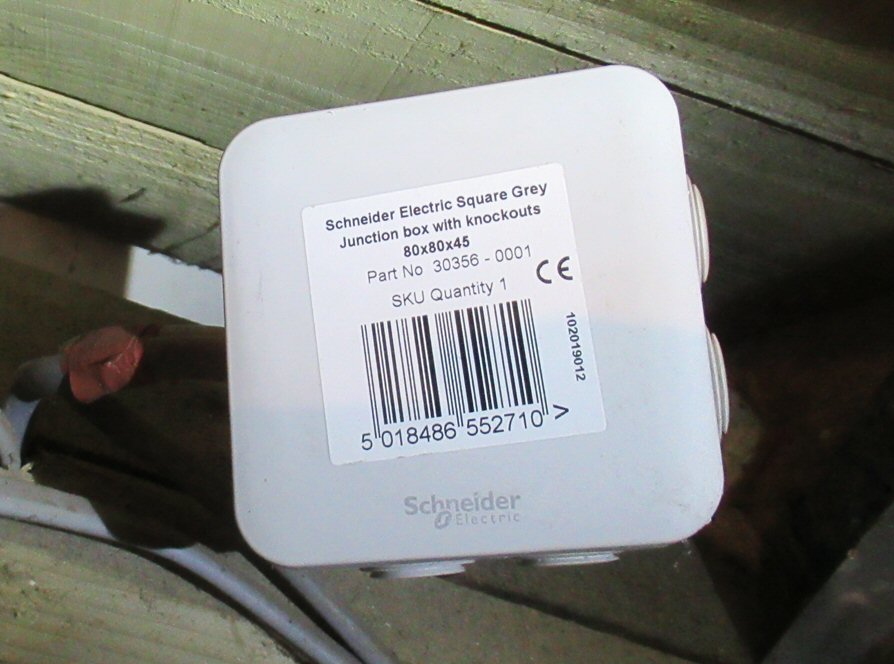 Schneider Electric Square Grey
Junction box with knockouts
80x80x45
Part No 30356 - 0001
CE
SKU Quantity 1
102019012
5 018486 552710 >
Schneider
Electric